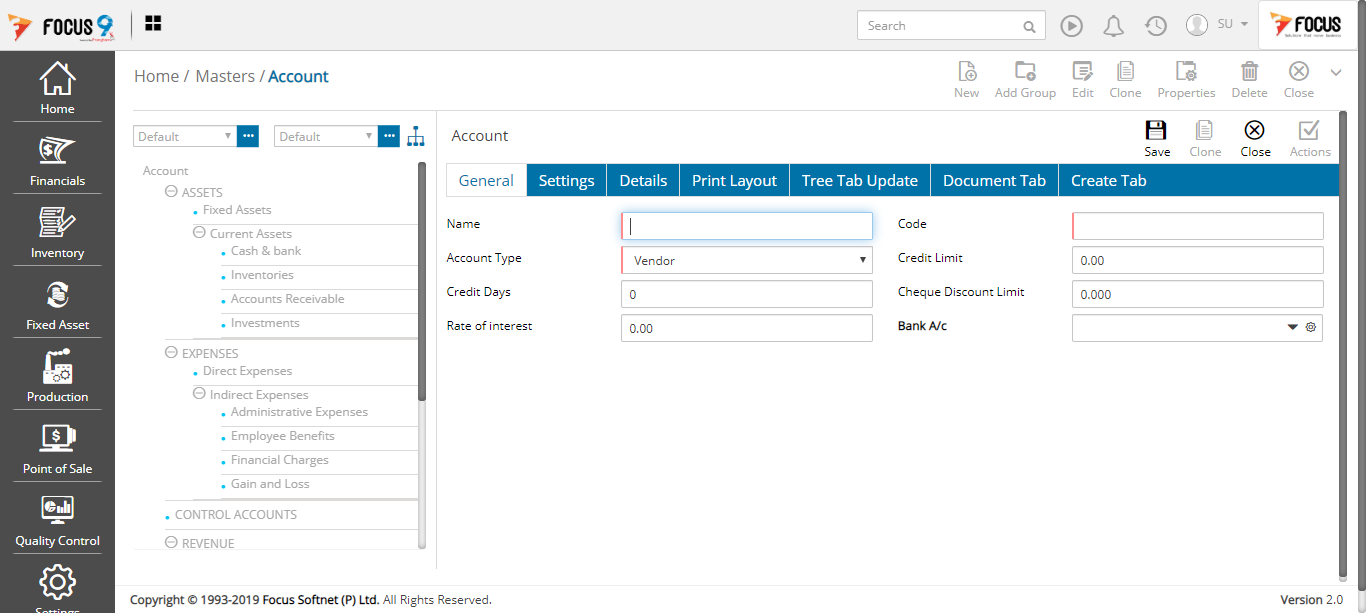 FOCUS 9
Search
SU
FOCUS
Home / Masters / Account
New
Add Group
Edit
Clone
Properties
Delete
Close
Home
Financials
Inventory
Fixed Asset
Production
Point of Sale
Quality Control
Settings
Default
Default
Account
ASSETS
Fixed Assets
Current Assets
Cash & bank
Inventories
Accounts Receivable
Investments
EXPENSES
Direct Expenses
Indirect Expenses
Administrative Expenses
Employee Benefits
Financial Charges
Gain and Loss
CONTROL ACCOUNTS
REVENUE
Account
Save
Clone
Close
Actions
General
Settings
Details
Print Layout
Tree Tab Update
Document Tab
Create Tab
Name
Code
Account Type Vendor
Credit Limit 0.00
Credit Days 0
Cheque Discount Limit 0.000
Rate of interest 0.00
Bank A/c
Copyright © 1993-2019 Focus Softnet (P) Ltd. All Rights Reserved.
Version 2.0